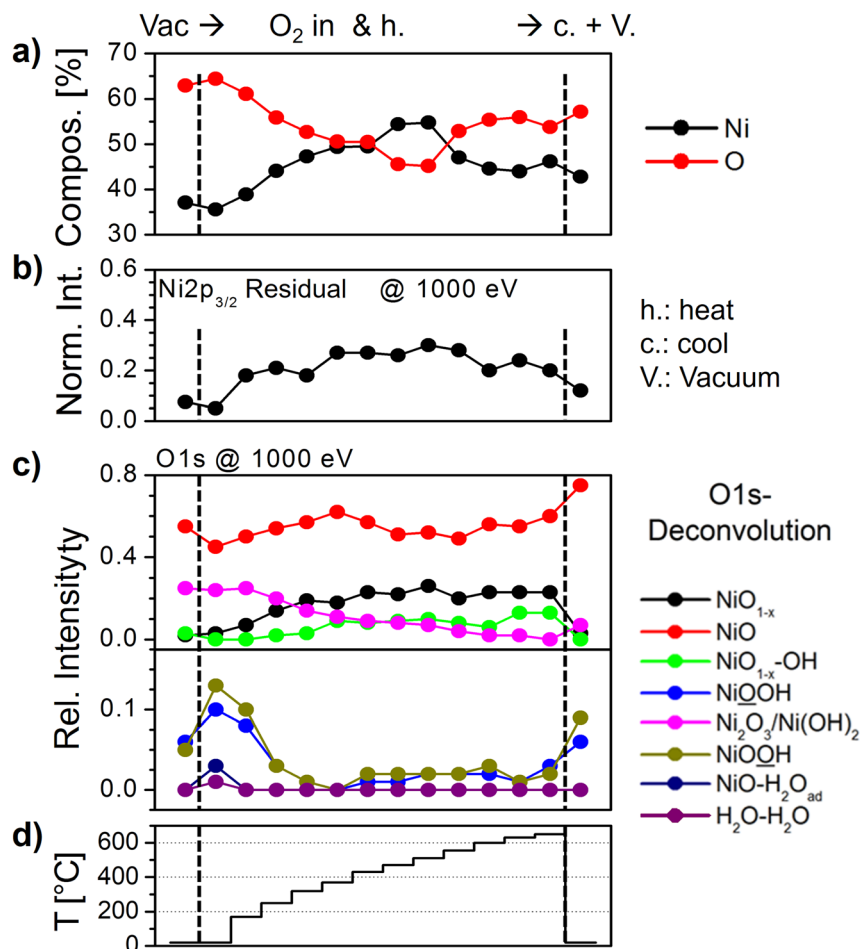 Vac → O₂ in & h. → c. + V.
a)
Compos. [%]
70
60
50
40
30
Ni
O
b)
Norm. Int.
0.6
0.4
0.2
0.0
Ni2p₃/₂ Residual @ 1000 eV
h.: heat
c.: cool
V.: Vacuum
c)
O1s @ 1000 eV
Rel. Intensityty
0.8
0.4
0.0
0.1
0.0
O1s-
Deconvolution
NiO₁₋ₓ
NiO
NiO₁₋ₓ-OH
NiO̲OH
Ni₂O₃/Ni(OH)₂
NiOO̲H
NiO-H₂Oad
H₂O-H₂O
d)
T [°C]
600
400
200
0